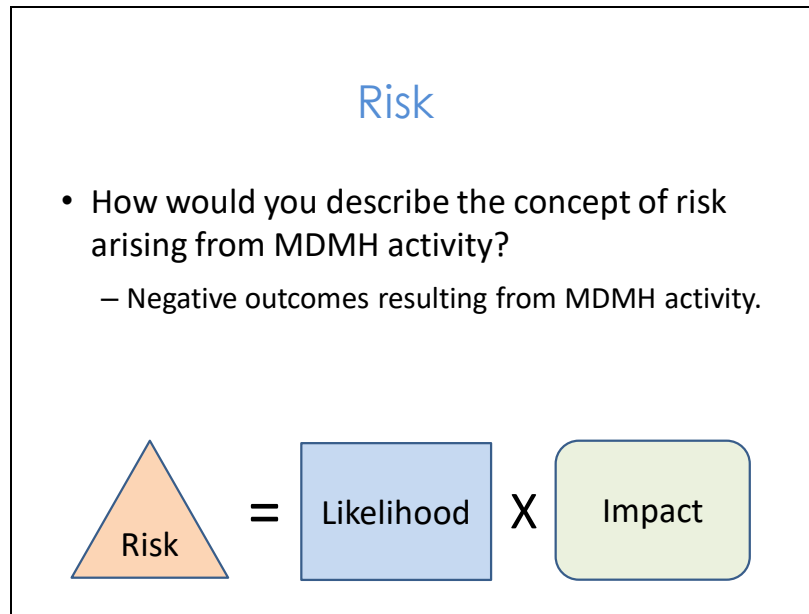 Risk
• How would you describe the concept of risk
arising from MDMH activity?
– Negative outcomes resulting from MDMH activity.
Risk = Likelihood X Impact